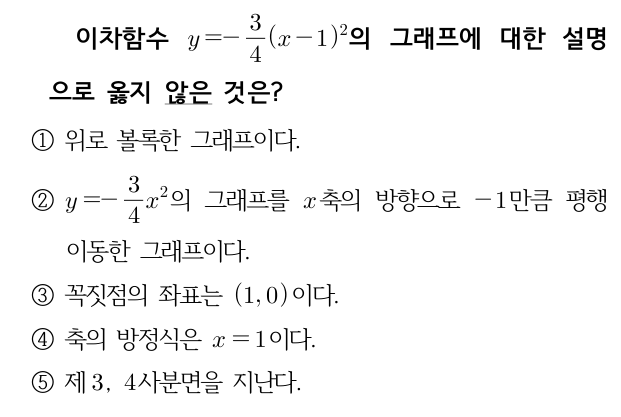 이차함수 y=-3/4(x-1)²의 그래프에 대한 설명
으로 옳지 않은 것은?
① 위로 볼록한 그래프이다.
② y=-3/4x²의 그래프를 x축의 방향으로 -1만큼 평행
이동한 그래프이다.
③ 꼭짓점의 좌표는 (1, 0)이다.
④ 축의 방정식은 x=1이다.
⑤ 제3, 4사분면을 지난다.